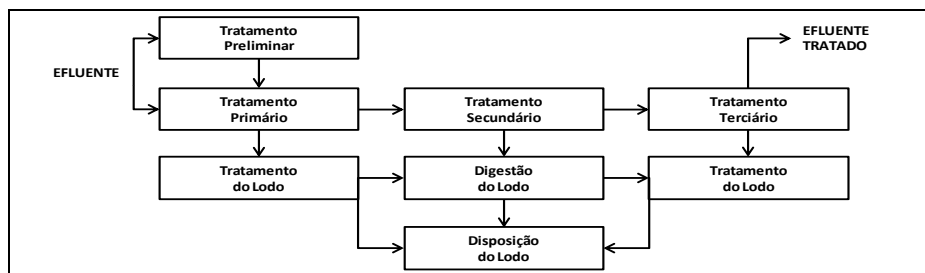 Tratamento
Preliminar
EFLUENTE
TRATADO
EFLUENTE
Tratamento
Primário
Tratamento
Secundário
Tratamento
Terciário
Tratamento
do Lodo
Digestão
do Lodo
Tratamento
do Lodo
Disposição
do Lodo